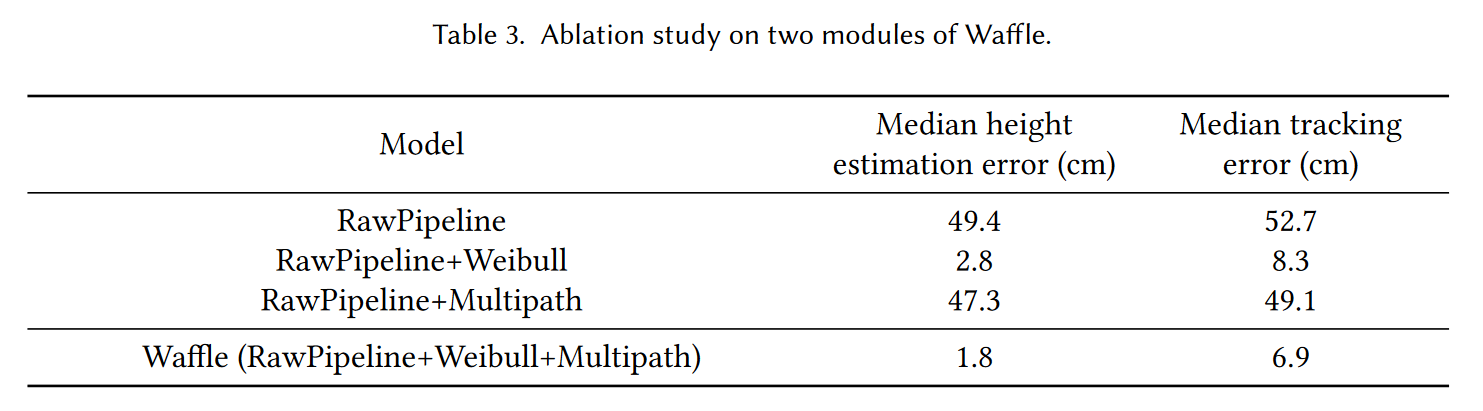 Table 3. Ablation study on two modules of Waffle.
Model Median height estimation error (cm) Median tracking error (cm)
RawPipeline 49.4 52.7
RawPipeline+Weibull 2.8 8.3
RawPipeline+Multipath 47.3 49.1
Waffle (RawPipeline+Weibull+Multipath) 1.8 6.9